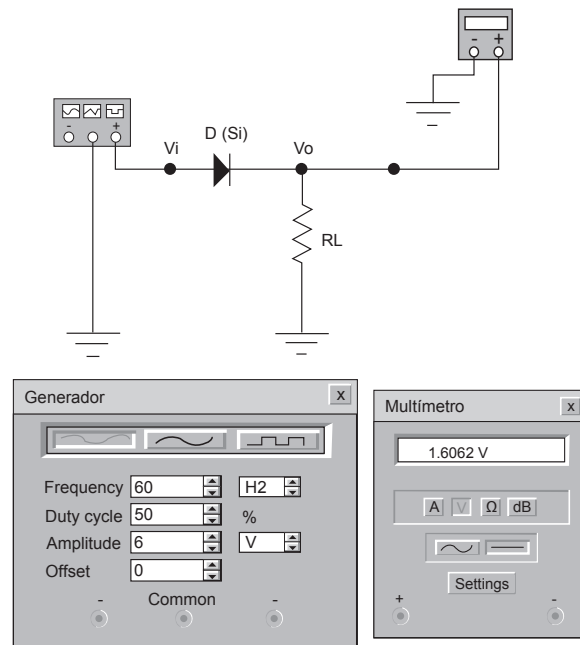 - +
- +
D (Si)
Vi
Vo
RL
Generador
x
Frequency 60 H2
Duty cycle 50 %
Amplitude 6 V
Offset 0
- Common -
Multímetro
x
1.6062 V
A V Ω dB
Settings
+ -